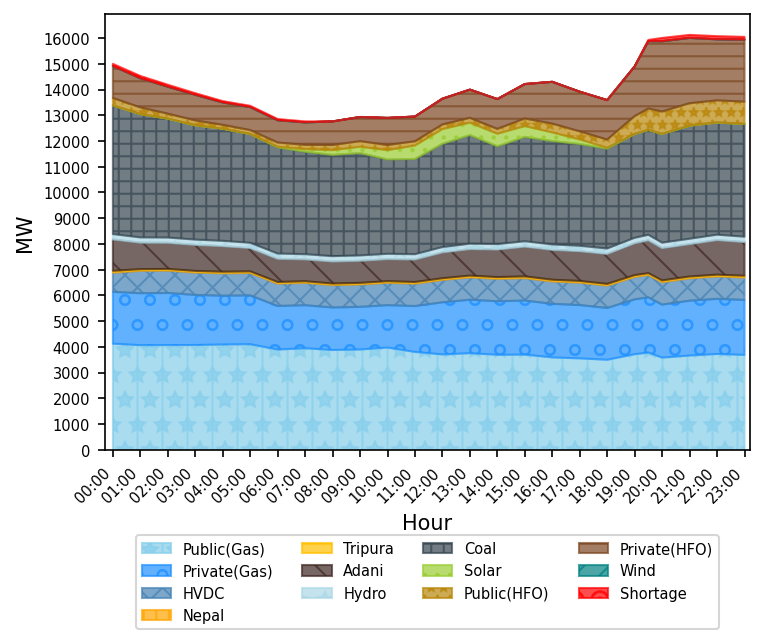 16000
15000
14000
13000
12000
11000
10000
9000
8000
7000
6000
5000
4000
3000
2000
1000
0
MW
00:00 01:00 02:00 03:00 04:00 05:00 06:00 07:00 08:00 09:00 10:00 11:00 12:00 13:00 14:00 15:00 16:00 17:00 18:00 19:00 20:00 21:00 22:00 23:00
Hour
Public(Gas) Tripura Coal Private(HFO)
Private(Gas) Adani Solar Wind
HVDC Hydro Public(HFO) Shortage
Nepal